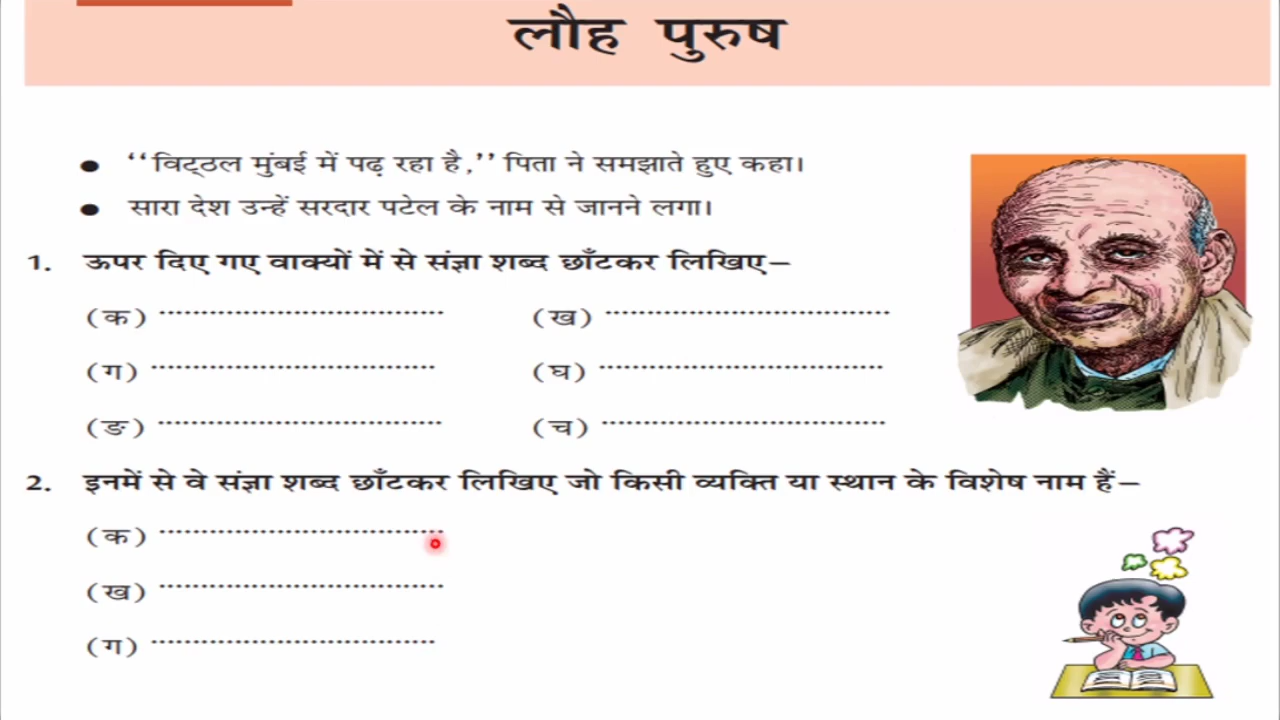 लौह पुरुष
● ‘‘विट्ठल मुंबई में पढ़ रहा है,’’ पिता ने समझाते हुए कहा।
● सारा देश उन्हें सरदार पटेल के नाम से जानने लगा।
1. ऊपर दिए गए वाक्यों में से संज्ञा शब्द छाँटकर लिखिए–
(क) .................................. (ख) ..................................
(ग) .................................. (घ) ..................................
(ङ) .................................. (च) ..................................
2. इनमें से वे संज्ञा शब्द छाँटकर लिखिए जो किसी व्यक्ति या स्थान के विशेष नाम हैं–
(क) ..................................
(ख) ..................................
(ग) ..................................